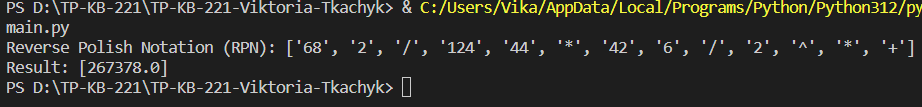 PS D:\TP-KB-221\TP-KB-221-Viktoria-Tkachyk> & C:/Users/Vika/AppData/Local/Programs/Python/Python312/py
main.py
Reverse Polish Notation (RPN): ['68', '2', '/', '124', '44', '*', '42', '6', '/', '2', '^', '*', '+']
Result: [267378.0]
PS D:\TP-KB-221\TP-KB-221-Viktoria-Tkachyk>